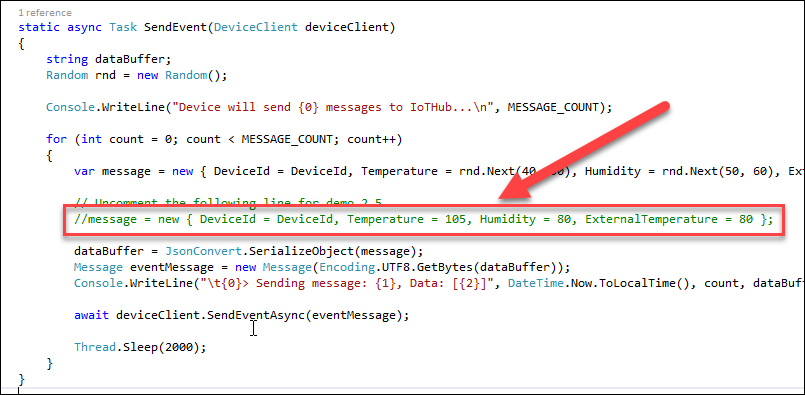 1 reference
static async Task SendEvent(DeviceClient deviceClient)
{
string dataBuffer;
Random rnd = new Random();
Console.WriteLine("Device will send {0} messages to IoTHub...\n", MESSAGE_COUNT);
for (int count = 0; count < MESSAGE_COUNT; count++)
{
var message = new { DeviceId = DeviceId, Temperature = rnd.Next(40, 60), Humidity = rnd.Next(50, 60), Ex
// Uncomment the following line for demo 2.5
//message = new { DeviceId = DeviceId, Temperature = 105, Humidity = 80, ExternalTemperature = 80 };
dataBuffer = JsonConvert.SerializeObject(message);
Message eventMessage = new Message(Encoding.UTF8.GetBytes(dataBuffer));
Console.WriteLine("\t{0}> Sending message: {1}, Data: [{2}]", DateTime.Now.ToLocalTime(), count, dataBuff
await deviceClient.SendEventAsync(eventMessage);
Thread.Sleep(2000);
}
}